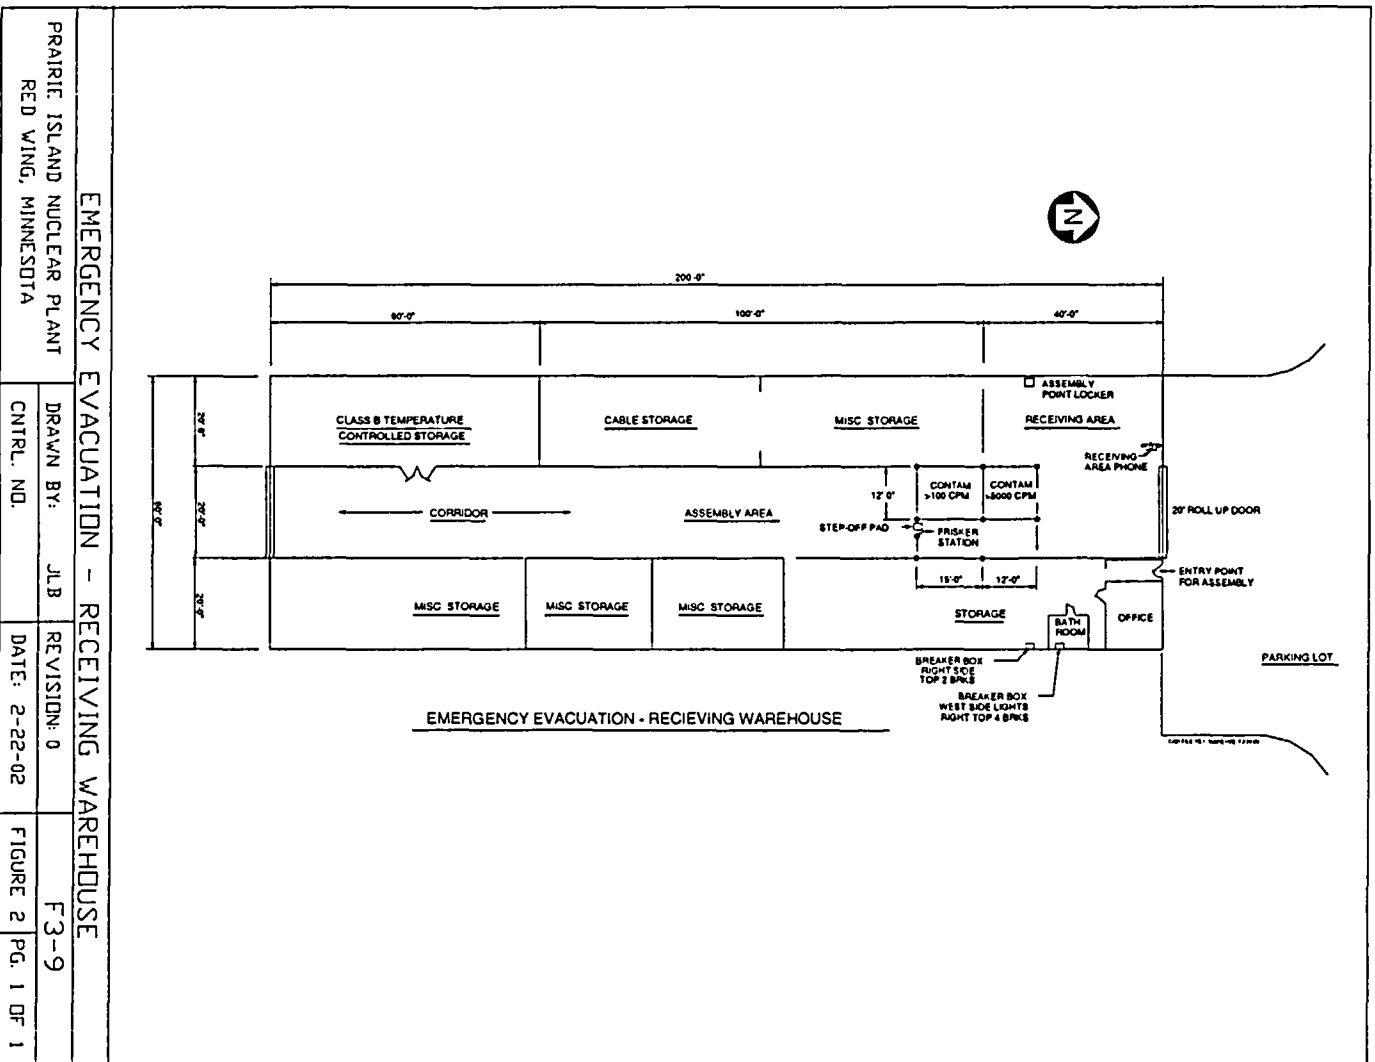 N
200'-0"
60'-0"
100'-0"
40'-0"
ASSEMBLY
POINT LOCKER
CLASS B TEMPERATURE
CONTROLLED STORAGE
CABLE STORAGE
MISC STORAGE
RECEIVING AREA
RECEIVING
AREA PHONE
20'-0"
20'-0"
20'-0"
60'-0"
12' 0"
CONTAM
>100 CPM
CONTAM
>5000 CPM
CORRIDOR
ASSEMBLY AREA
20' ROLL UP DOOR
STEP-OFF PAD
FRISKER
STATION
ENTRY POINT
FOR ASSEMBLY
15'-0"
12'-0"
MISC STORAGE
MISC STORAGE
MISC STORAGE
STORAGE
BATH
ROOM
OFFICE
PARKING LOT
BREAKER BOX
RIGHT SIDE
TOP 2 BRKS
BREAKER BOX
WEST SIDE LIGHTS
RIGHT TOP 4 BRKS
EMERGENCY EVACUATION - RECIEVING WAREHOUSE
EMERGENCY EVACUATION - RECEIVING WAREHOUSE
PRAIRIE ISLAND NUCLEAR PLANT
RED WING, MINNESOTA
DRAWN BY: JLB
REVISION: 0
F3-9
CNTRL. NO.
DATE: 2-22-02
FIGURE 2
PG. 1 OF 1